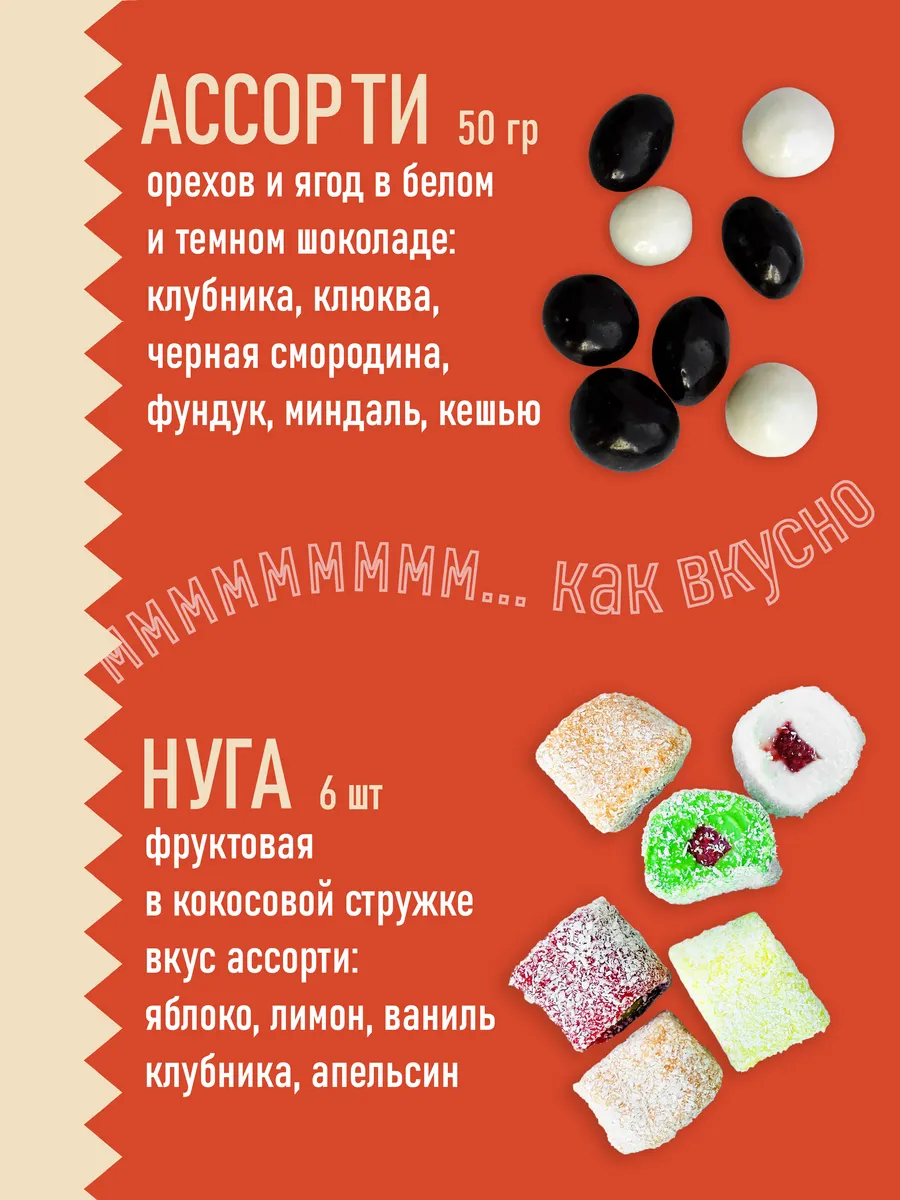 АССОРТИ 50 гр
орехов и ягод в белом
и темном шоколаде:
клубника, клюква,
черная смородина,
фундук, миндаль, кешью
ммммммммм... как вкусно
НУГА 6 шт
фруктовая
в кокосовой стружке
вкус ассорти:
яблоко, лимон, ваниль
клубника, апельсин